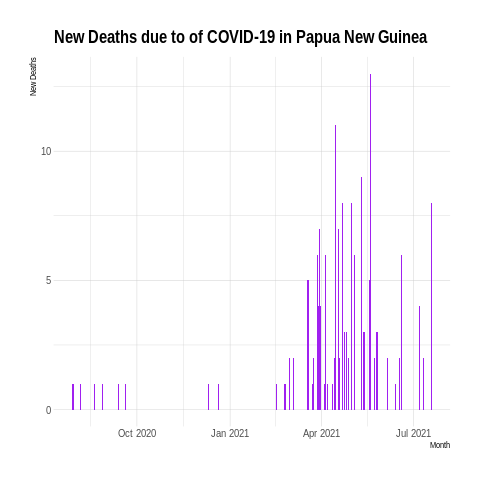 New Deaths due to of COVID-19 in Papua New Guinea
New Deaths
10
5
0
Oct 2020 Jan 2021 Apr 2021 Jul 2021
Month